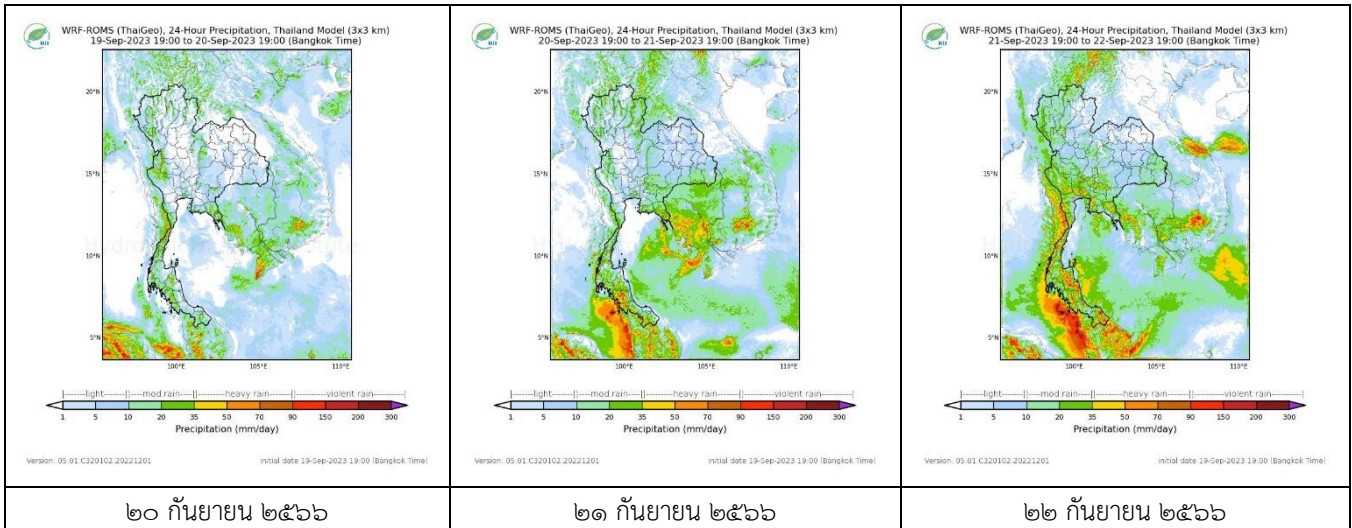 WRF-ROMS (ThaiGeo), 24-Hour Precipitation, Thailand Model (3x3 km)
19-Sep-2023 19:00 to 20-Sep-2023 19:00 (Bangkok Time)
HII
20°N
15°N
10°N
5°N
100°E 105°E 110°E
|-------light-------||---mod rain---||--------heavy rain--------||-------violent rain-------|
1 5 10 20 35 50 70 90 150 200 300
Precipitation (mm/day)
Version: 05.01.C320102.20221201 initial date 19-Sep-2023 19:00 (Bangkok Time)
๒๐ กันยายน ๒๕๖๖
WRF-ROMS (ThaiGeo), 24-Hour Precipitation, Thailand Model (3x3 km)
20-Sep-2023 19:00 to 21-Sep-2023 19:00 (Bangkok Time)
HII
20°N
15°N
10°N
5°N
100°E 105°E 110°E
|-------light-------||---mod rain---||--------heavy rain--------||-------violent rain-------|
1 5 10 20 35 50 70 90 150 200 300
Precipitation (mm/day)
Version: 05.01.C320102.20221201 initial date 19-Sep-2023 19:00 (Bangkok Time)
๒๑ กันยายน ๒๕๖๖
WRF-ROMS (ThaiGeo), 24-Hour Precipitation, Thailand Model (3x3 km)
21-Sep-2023 19:00 to 22-Sep-2023 19:00 (Bangkok Time)
HII
20°N
15°N
10°N
5°N
100°E 105°E 110°E
|-------light-------||---mod rain---||--------heavy rain--------||-------violent rain-------|
1 5 10 20 35 50 70 90 150 200 300
Precipitation (mm/day)
Version: 05.01.C320102.20221201 initial date 19-Sep-2023 19:00 (Bangkok Time)
๒๒ กันยายน ๒๕๖๖